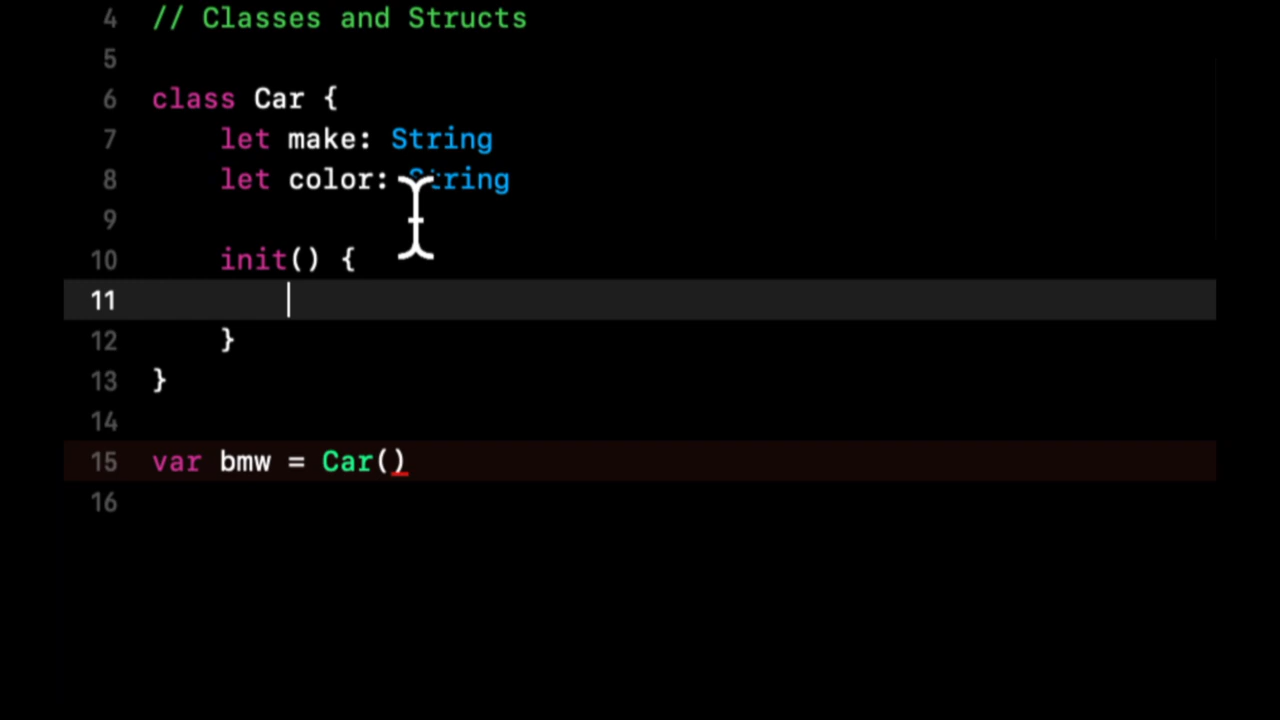 4 // Classes and Structs
5
6 class Car {
7 let make: String
8 let color: String
9
10 init() {
11
12 }
13 }
14
15 var bmw = Car()
16